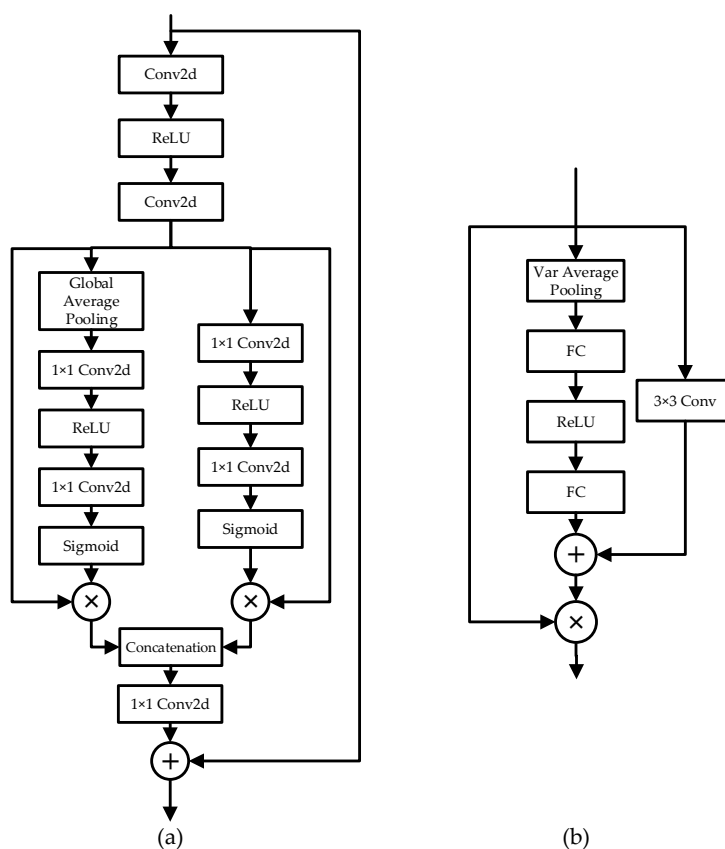 Conv2d
ReLU
Conv2d
Global
Average
Pooling
1×1 Conv2d
ReLU
1×1 Conv2d
Sigmoid
×
1×1 Conv2d
ReLU
1×1 Conv2d
Sigmoid
×
Concatenation
1×1 Conv2d
+
(a)
Var Average
Pooling
FC
ReLU
FC
3×3 Conv
+
×
(b)